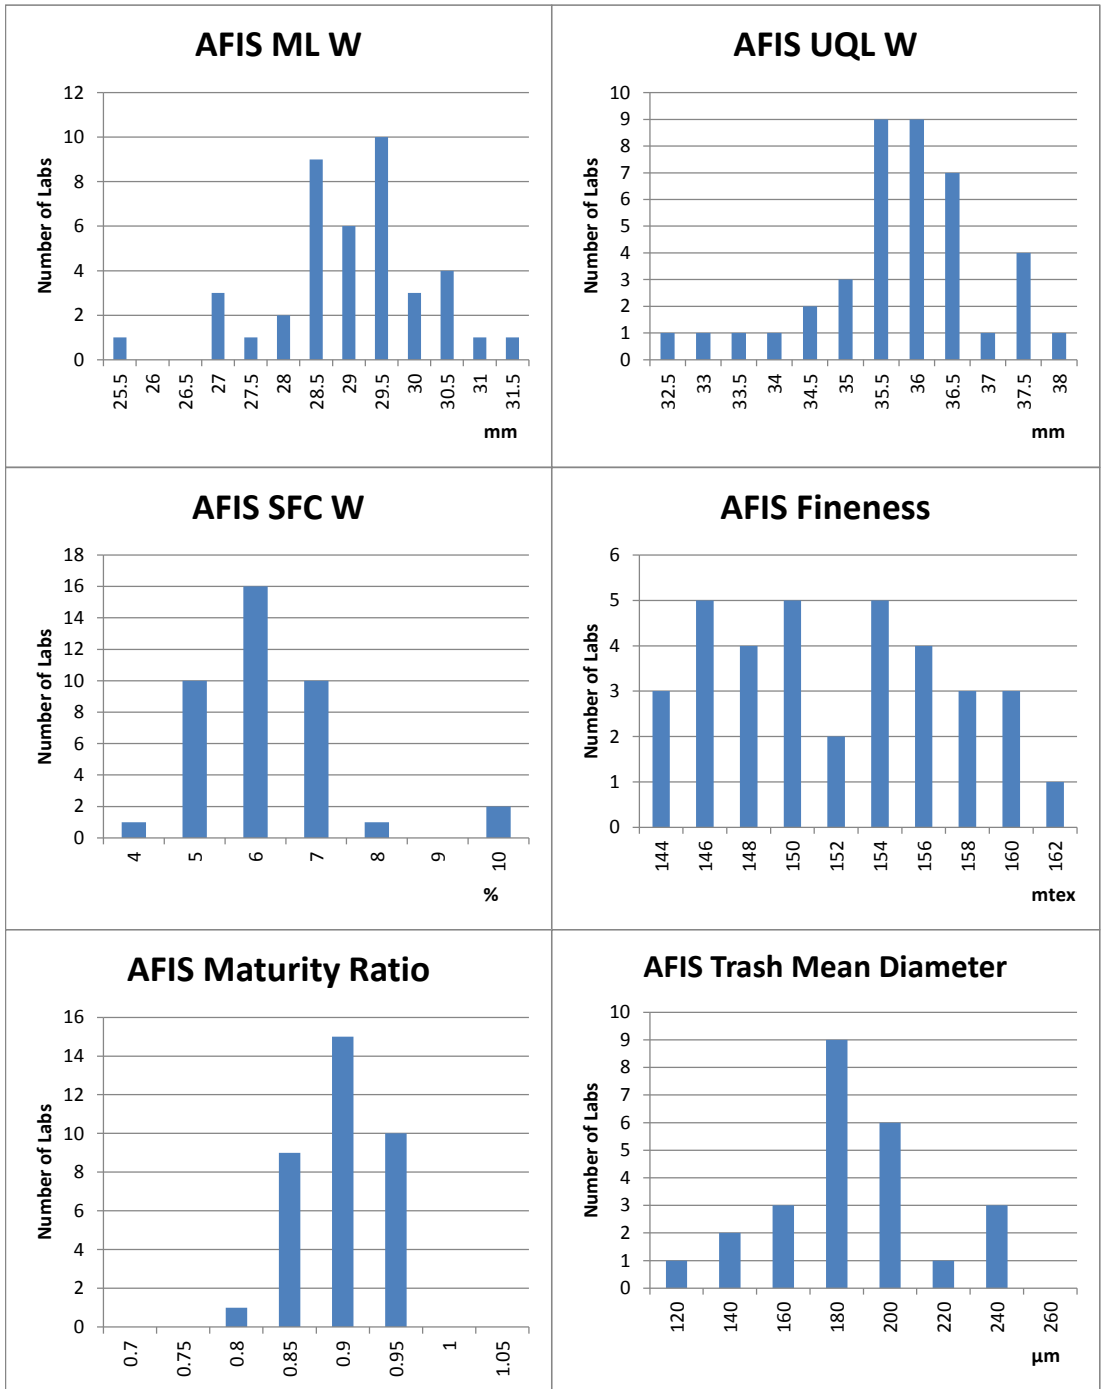 AFIS ML W
12
10
8
6
4
2
0
Number of Labs
25.5 26 26.5 27 27.5 28 28.5 29 29.5 30 30.5 31 31.5
mm
AFIS UQL W
10
9
8
7
6
5
4
3
2
1
0
Number of Labs
32.5 33 33.5 34 34.5 35 35.5 36 36.5 37 37.5 38
mm
AFIS SFC W
18
16
14
12
10
8
6
4
2
0
Number of Labs
4 5 6 7 8 9 10
%
AFIS Fineness
6
5
4
3
2
1
0
Number of Labs
144 146 148 150 152 154 156 158 160 162
mtex
AFIS Maturity Ratio
16
14
12
10
8
6
4
2
0
Number of Labs
0.7 0.75 0.8 0.85 0.9 0.95 1 1.05
AFIS Trash Mean Diameter
10
9
8
7
6
5
4
3
2
1
0
Number of Labs
120 140 160 180 200 220 240 260
µm